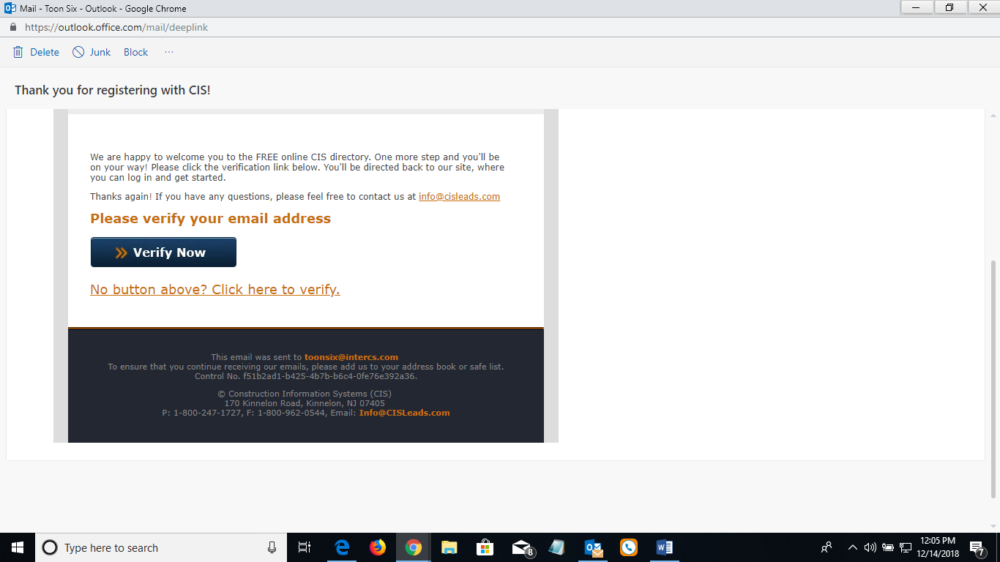 Mail - Toon Six - Outlook - Google Chrome
https://outlook.office.com/mail/deeplink
Delete Junk Block ...
Thank you for registering with CIS!
We are happy to welcome you to the FREE online CIS directory. One more step and you'll be
on your way! Please click the verification link below. You'll be directed back to our site, where
you can log in and get started.
Thanks again! If you have any questions, please feel free to contact us at info@cisleads.com
Please verify your email address
Verify Now
No button above? Click here to verify.
This email was sent to toonsix@intercs.com
To ensure that you continue receiving our emails, please add us to your address book or safe list.
Control No. f51b2ad1-b425-4b7b-b6c4-0fe76e392a36.
© Construction Information Systems (CIS)
170 Kinnelon Road, Kinnelon, NJ 07405
P: 1-800-247-1727, F: 1-800-962-0544, Email: Info@CISLeads.com
Type here to search
8
12:05 PM
12/14/2018
7